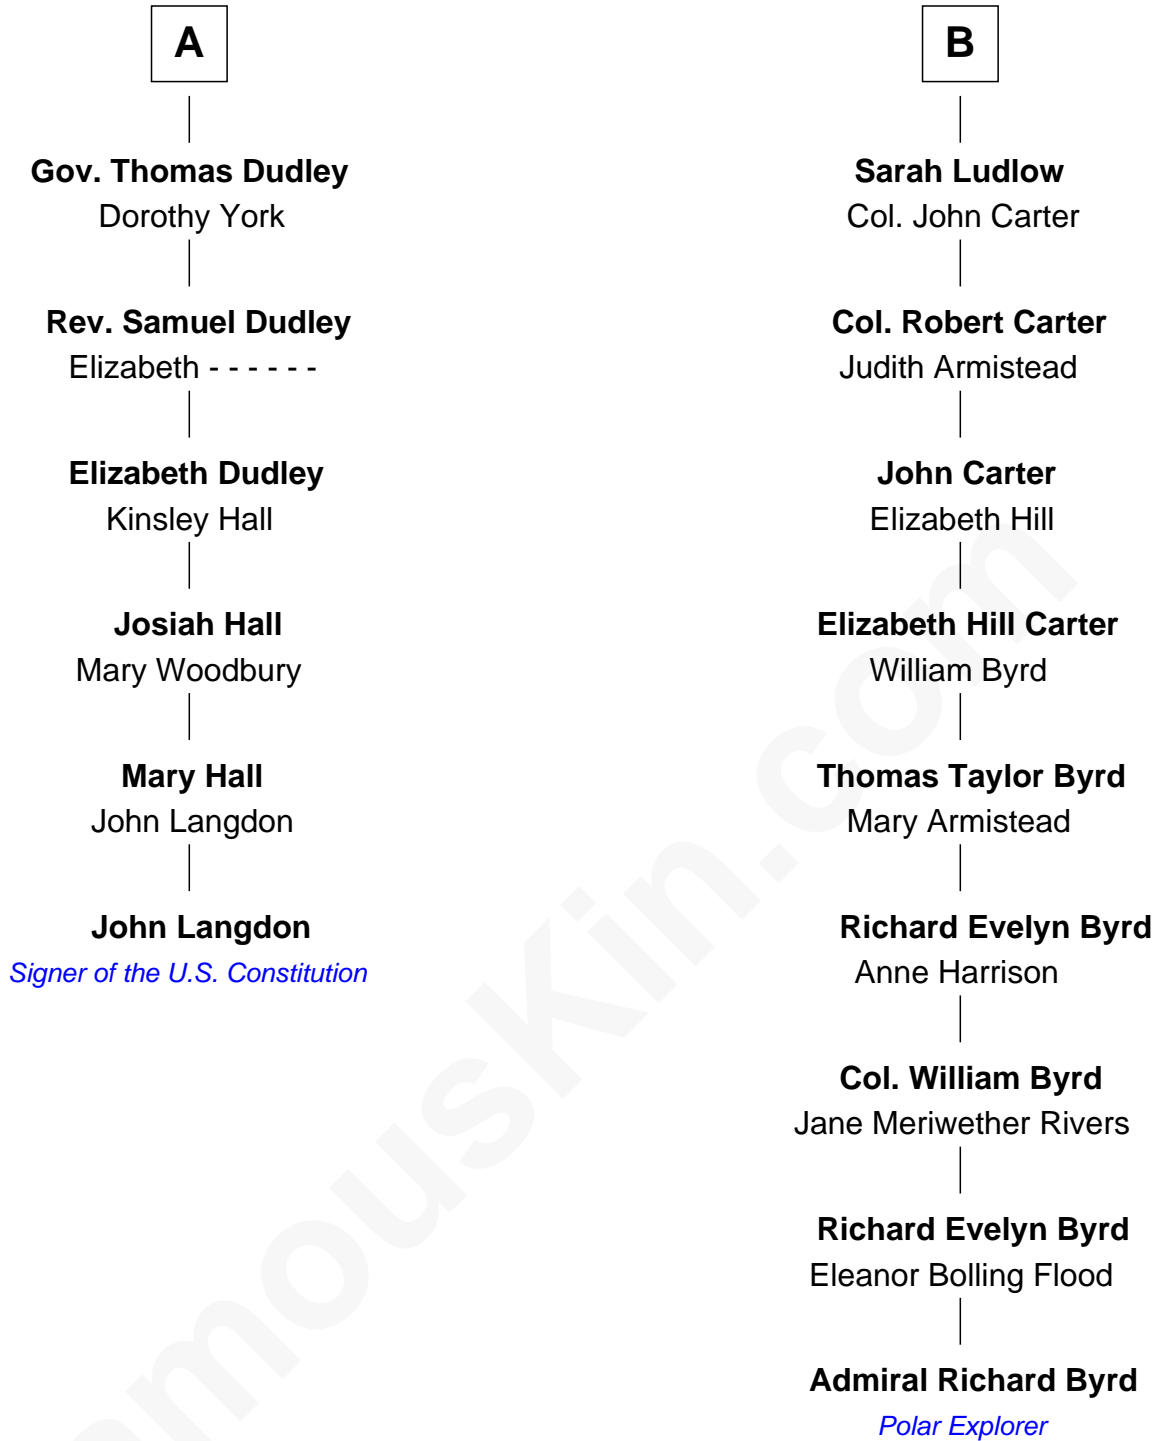 A
Gov. Thomas Dudley
Dorothy York
Rev. Samuel Dudley
Elizabeth - - - - - -
Elizabeth Dudley
Kinsley Hall
Josiah Hall
Mary Woodbury
Mary Hall
John Langdon
John Langdon
Signer of the U.S. Constitution
B
Sarah Ludlow
Col. John Carter
Col. Robert Carter
Judith Armistead
John Carter
Elizabeth Hill
Elizabeth Hill Carter
William Byrd
Thomas Taylor Byrd
Mary Armistead
Richard Evelyn Byrd
Anne Harrison
Col. William Byrd
Jane Meriwether Rivers
Richard Evelyn Byrd
Eleanor Bolling Flood
Admiral Richard Byrd
Polar Explorer
amouskin.com